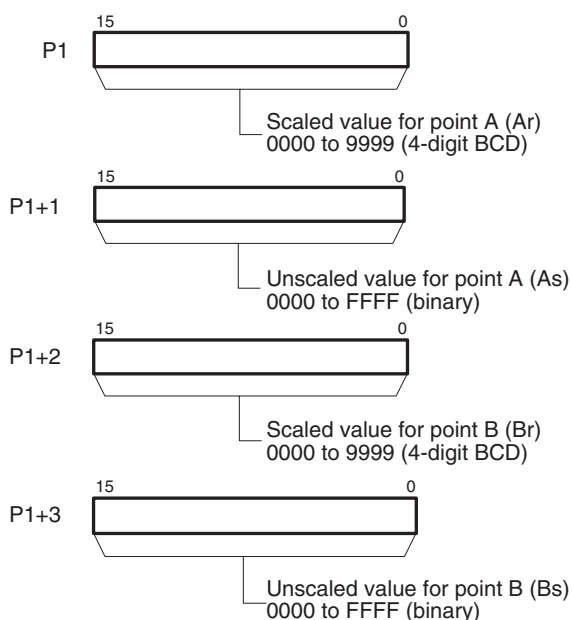 15 0
P1
Scaled value for point A (Ar)
0000 to 9999 (4-digit BCD)
15 0
P1+1
Unscaled value for point A (As)
0000 to FFFF (binary)
15 0
P1+2
Scaled value for point B (Br)
0000 to 9999 (4-digit BCD)
15 0
P1+3
Unscaled value for point B (Bs)
0000 to FFFF (binary)